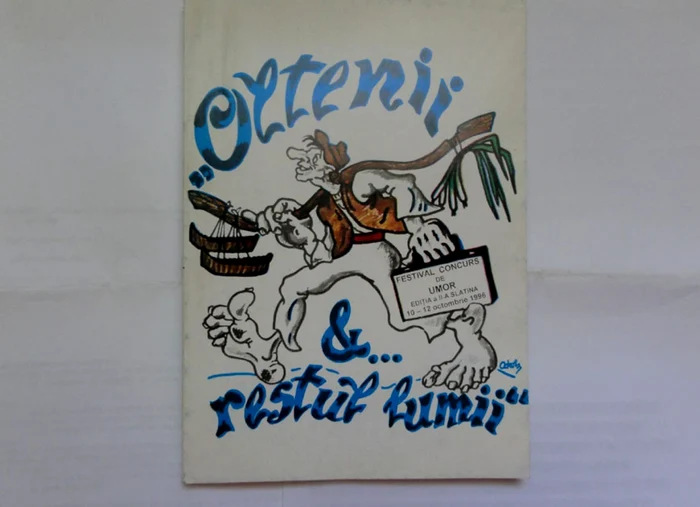 „Oltenii
FESTIVAL CONCURS
DE
UMOR
EDIȚIA a II-A SLATINA
10 – 12 octombrie 1996
&...
restul lumii“